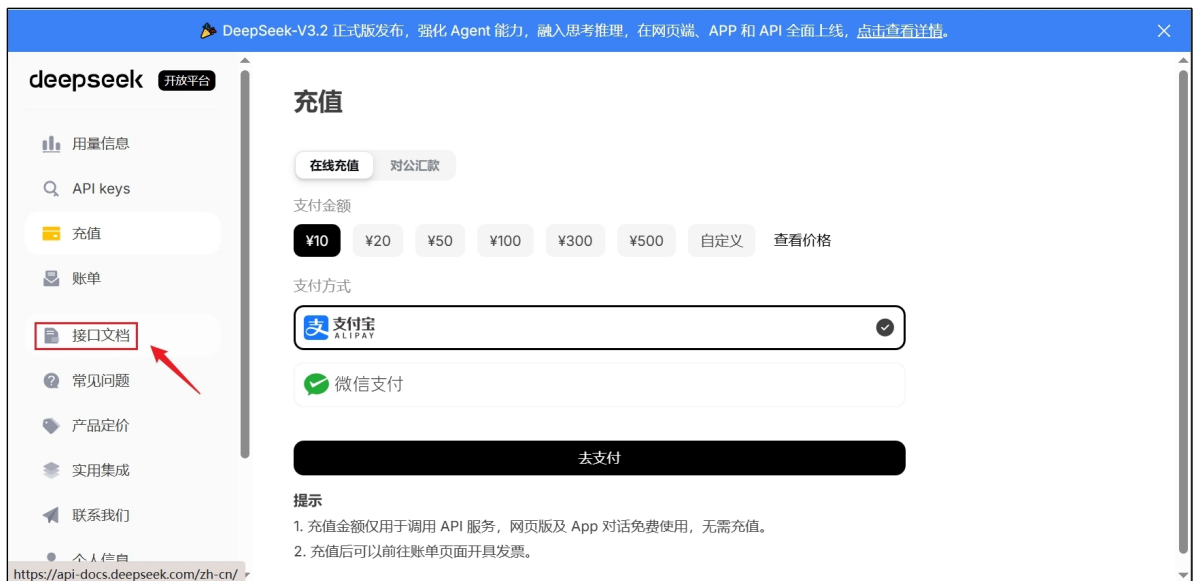 DeepSeek-V3.2 正式版发布，强化 Agent 能力，融入思考推理，在网页端、APP 和 API 全面上线，点击查看详情。
deepseek 开放平台
用量信息
API keys
充值
账单
接口文档
常见问题
产品定价
实用集成
联系我们
个人信息
https://api-docs.deepseek.com/zh-cn/
充值
在线充值 对公汇款
支付金额
¥10 ¥20 ¥50 ¥100 ¥300 ¥500 自定义 查看价格
支付方式
支 支付宝
ALIPAY
微信支付
去支付
提示
1. 充值金额仅用于调用 API 服务，网页版及 App 对话免费使用，无需充值。
2. 充值后可以前往账单页面开具发票。